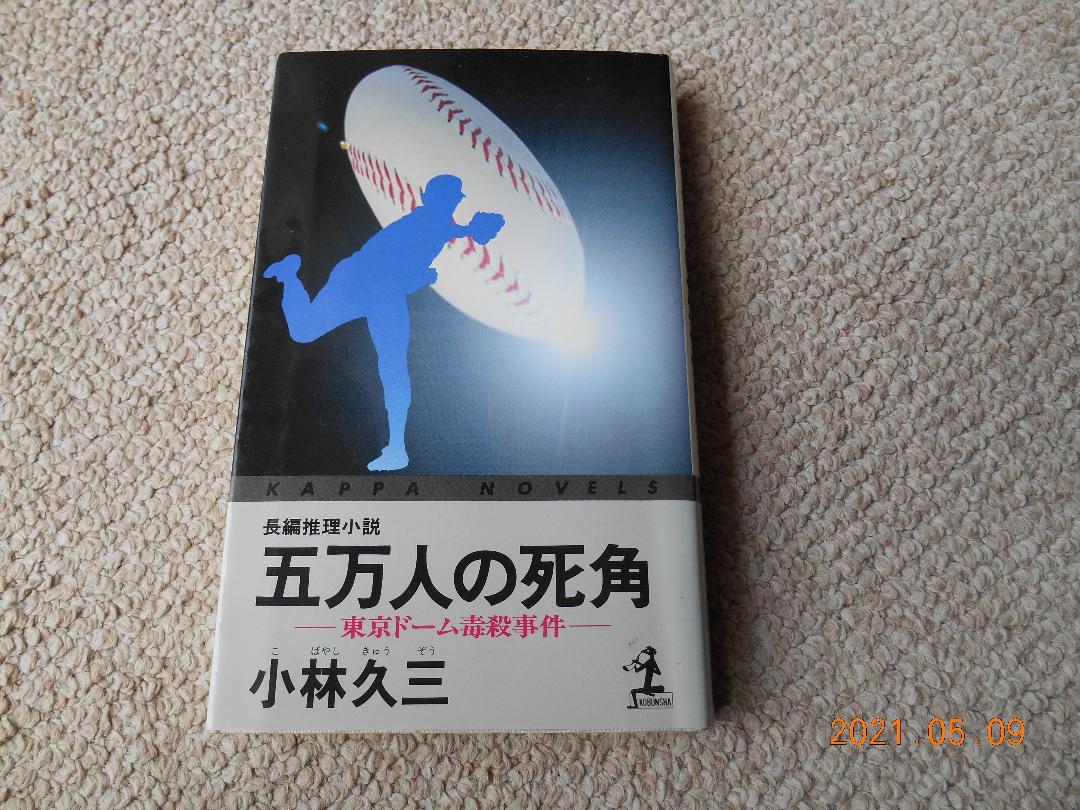 KAPPA NOVELS
長編推理小説
五万人の死角
―東京ドーム毒殺事件―
こ ばやし きゅう ぞう
小林久三
KOBUNSHA
2021.05.09